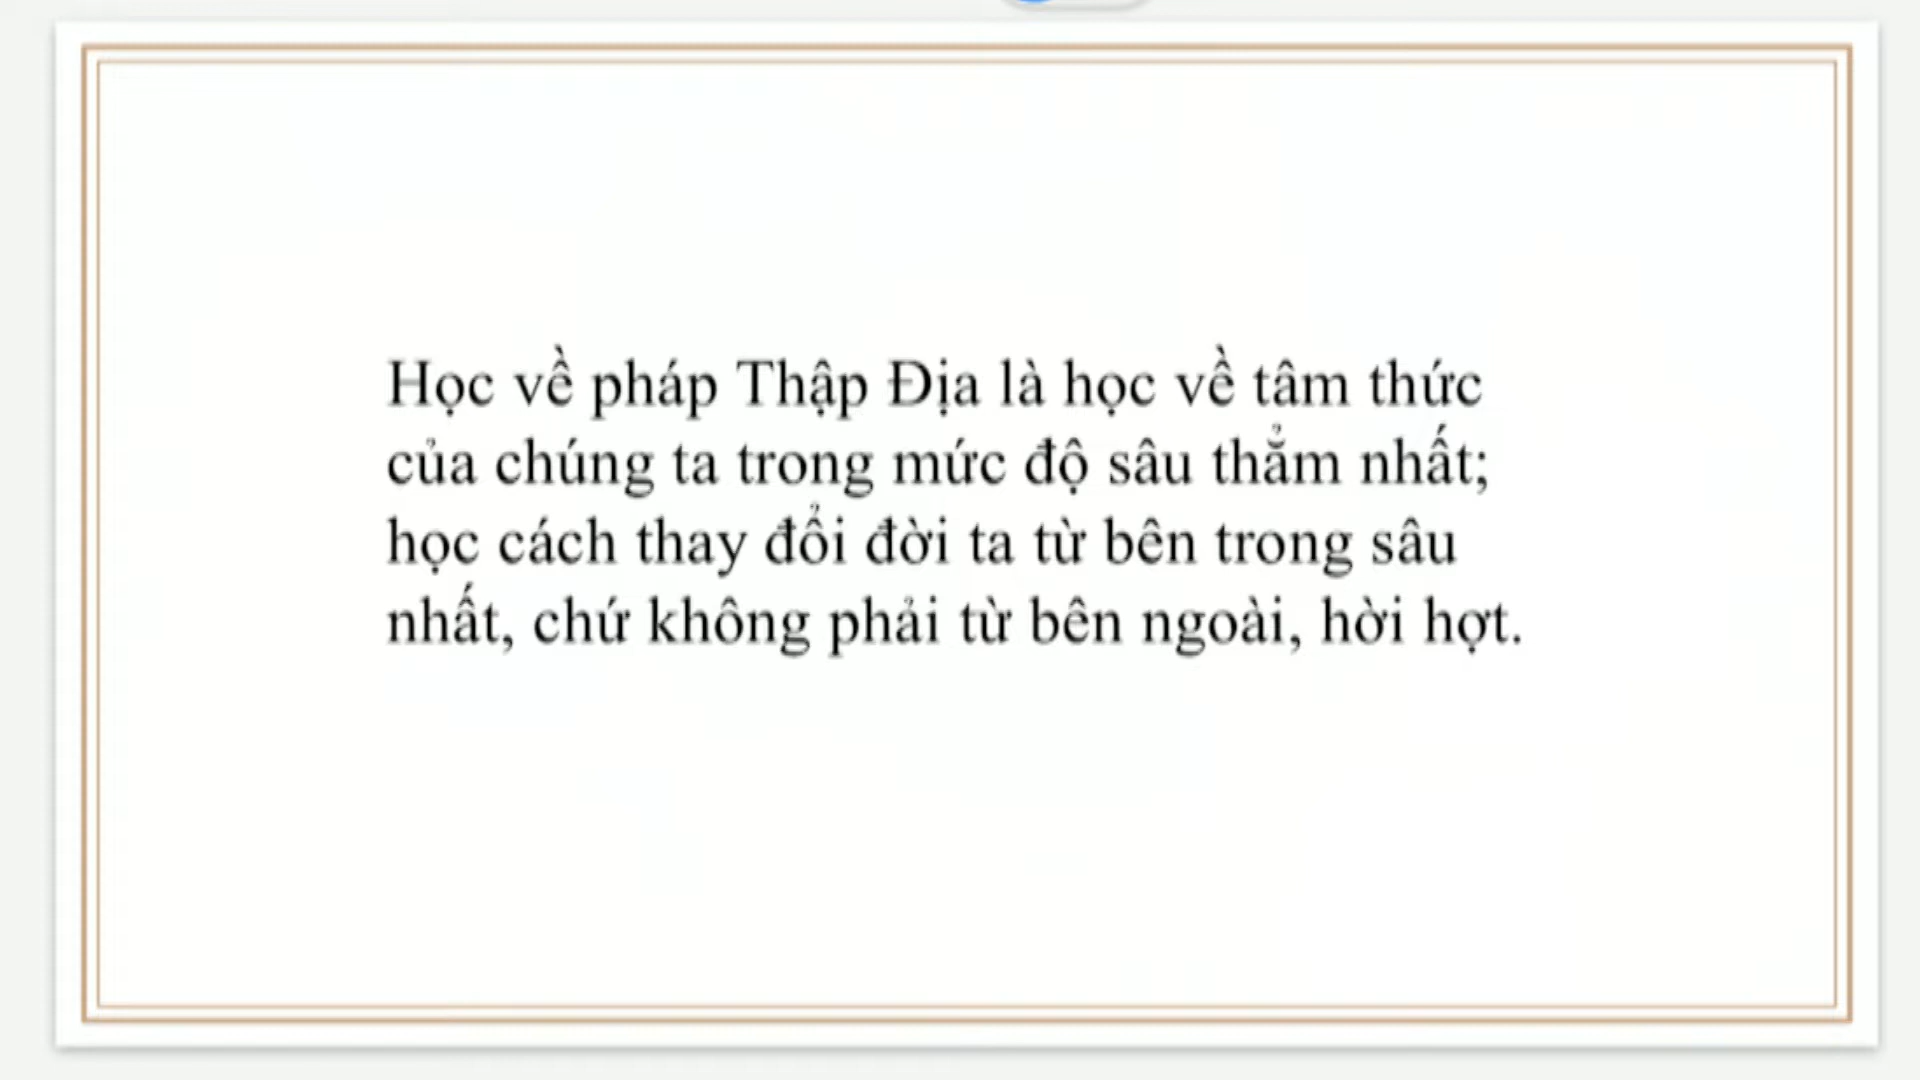 Học về pháp Thập Địa là học về tâm thức
của chúng ta trong mức độ sâu thẳm nhất;
học cách thay đổi đời ta từ bên trong sâu
nhất, chứ không phải từ bên ngoài, hời hợt.